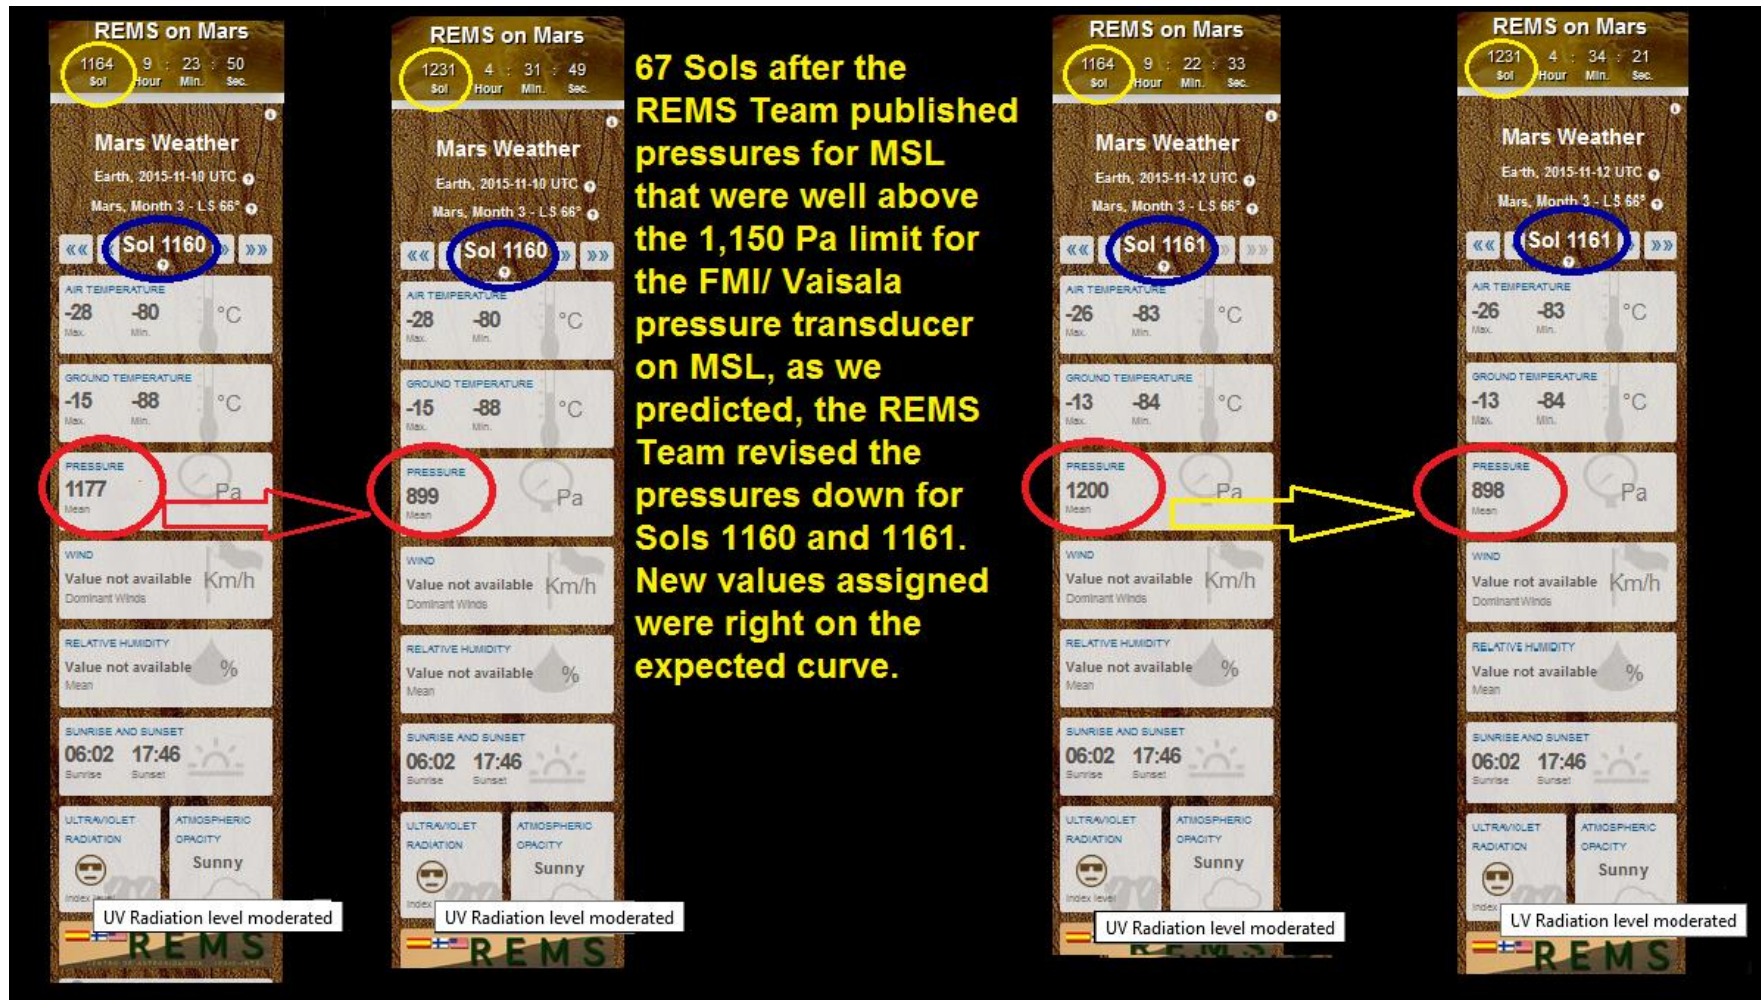 REMS on Mars
1164 9 : 23 : 50
Sol Hour Min. Sec.
Mars Weather
Earth, 2015-11-10 UTC
Mars, Month 3 - LS 66°
«« « Sol 1160 » »»
AIR TEMPERATURE
-28 -80 °C
Max. Min.
GROUND TEMPERATURE
-15 -88 °C
Max. Min.
PRESSURE
1177 Pa
Mean
WIND
Value not available Km/h
Dominant Winds
RELATIVE HUMIDITY
Value not available %
Mean
SUNRISE AND SUNSET
06:02 17:46
Sunrise Sunset
ULTRAVIOLET RADIATION
ATMOSPHERIC OPACITY
Sunny
Index level
UV Radiation level moderated
REMS
REMS on Mars
1231 4 : 31 : 49
Sol Hour Min. Sec.
Mars Weather
Earth, 2015-11-10 UTC
Mars, Month 3 - LS 66°
«« Sol 1160 » »»
AIR TEMPERATURE
-28 -80 °C
Max. Min.
GROUND TEMPERATURE
-15 -88 °C
Max. Min.
PRESSURE
899 Pa
Mean
WIND
Value not available Km/h
Dominant Winds
RELATIVE HUMIDITY
Value not available %
Mean
SUNRISE AND SUNSET
06:02 17:46
Sunrise Sunset
ULTRAVIOLET RADIATION
ATMOSPHERIC OPACITY
Sunny
Index
UV Radiation level moderated
REMS
67 Sols after the
REMS Team published
pressures for MSL
that were well above
the 1,150 Pa limit for
the FMI/ Vaisala
pressure transducer
on MSL, as we
predicted, the REMS
Team revised the
pressures down for
Sols 1160 and 1161.
New values assigned
were right on the
expected curve.
REMS on Mars
1164 9 : 22 : 33
Sol Hour Min. Sec.
Mars Weather
Earth, 2015-11-12 UTC
Mars, Month 3 - LS 66°
«« Sol 1161 » »»
AIR TEMPERATURE
-26 -83 °C
Max. Min.
GROUND TEMPERATURE
-13 -84 °C
Max. Min.
PRESSURE
1200 Pa
Mean
WIND
Value not available Km/h
Dominant Winds
RELATIVE HUMIDITY
Value not available %
Mean
SUNRISE AND SUNSET
06:02 17:46
Sunrise Sunset
ULTRAVIOLET RADIATION
ATMOSPHERIC OPACITY
Sunny
Index level
UV Radiation level moderated
REMS
REMS on Mars
1231 4 : 34 : 21
Sol Hour Min. Sec.
Mars Weather
Earth, 2015-11-12 UTC
Mars, Month 3 - LS 66°
«« Sol 1161 » »»
AIR TEMPERATURE
-26 -83 °C
Max. Min.
GROUND TEMPERATURE
-13 -84 °C
Max. Min.
PRESSURE
898 Pa
Mean
WIND
Value not available Km/h
Dominant Winds
RELATIVE HUMIDITY
Value not available %
Mean
SUNRISE AND SUNSET
06:02 17:46
Sunrise Sunset
ULTRAVIOLET RADIATION
ATMOSPHERIC OPACITY
Sunny
Index
UV Radiation level moderated
REMS